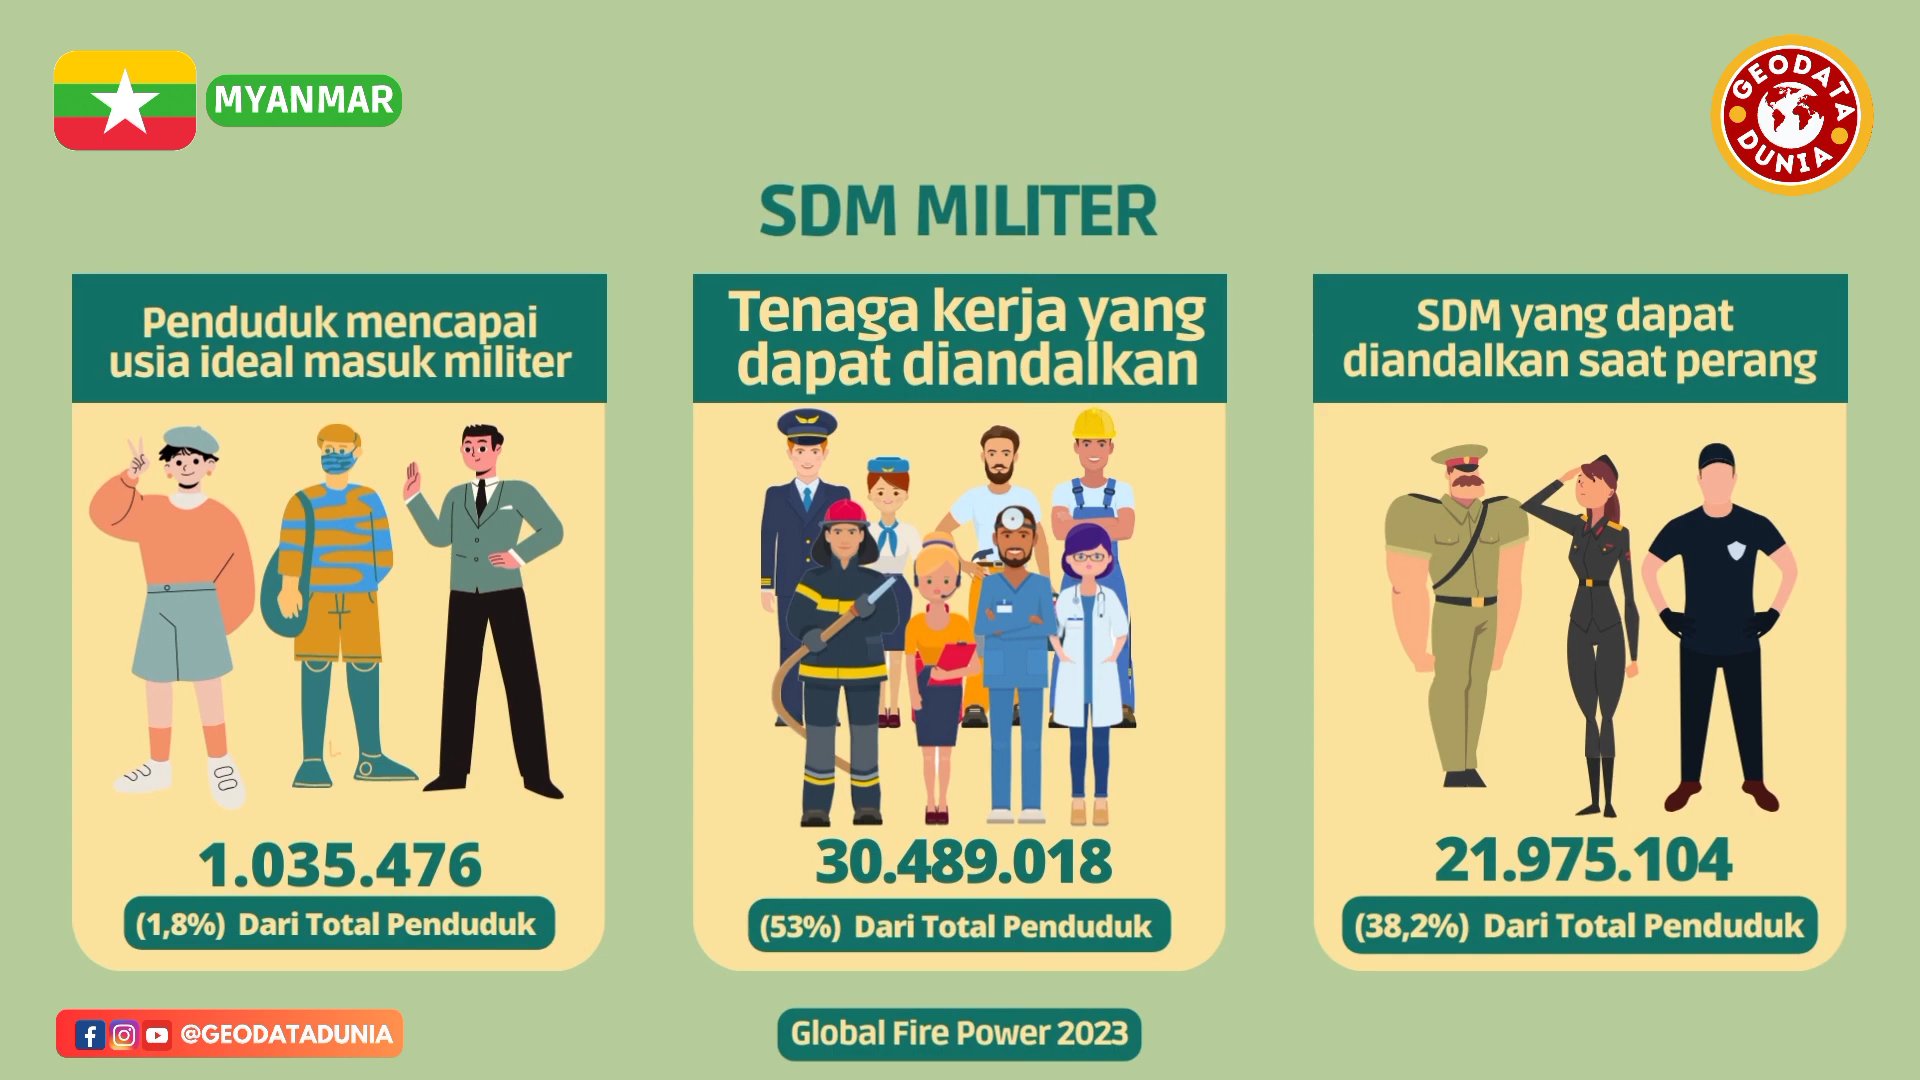 MYANMAR
GEODATA
DUNIA
SDM MILITER
Penduduk mencapai
usia ideal masuk militer
1.035.476
(1,8%) Dari Total Penduduk
Tenaga kerja yang
dapat diandalkan
30.489.018
(53%) Dari Total Penduduk
SDM yang dapat
diandalkan saat perang
21.975.104
(38,2%) Dari Total Penduduk
@GEODATADUNIA
Global Fire Power 2023